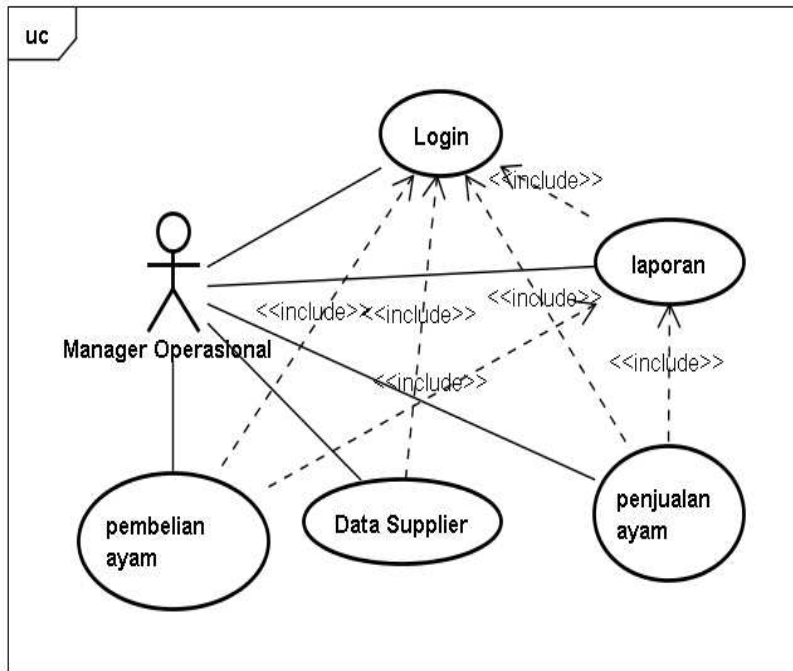 uc
Login
<<include>>
laporan
<<include>>
<<include>>
<<include>>
Manager Operasional
<<include>>
<<include>>
pembelian
ayam
Data Supplier
penjualan
ayam